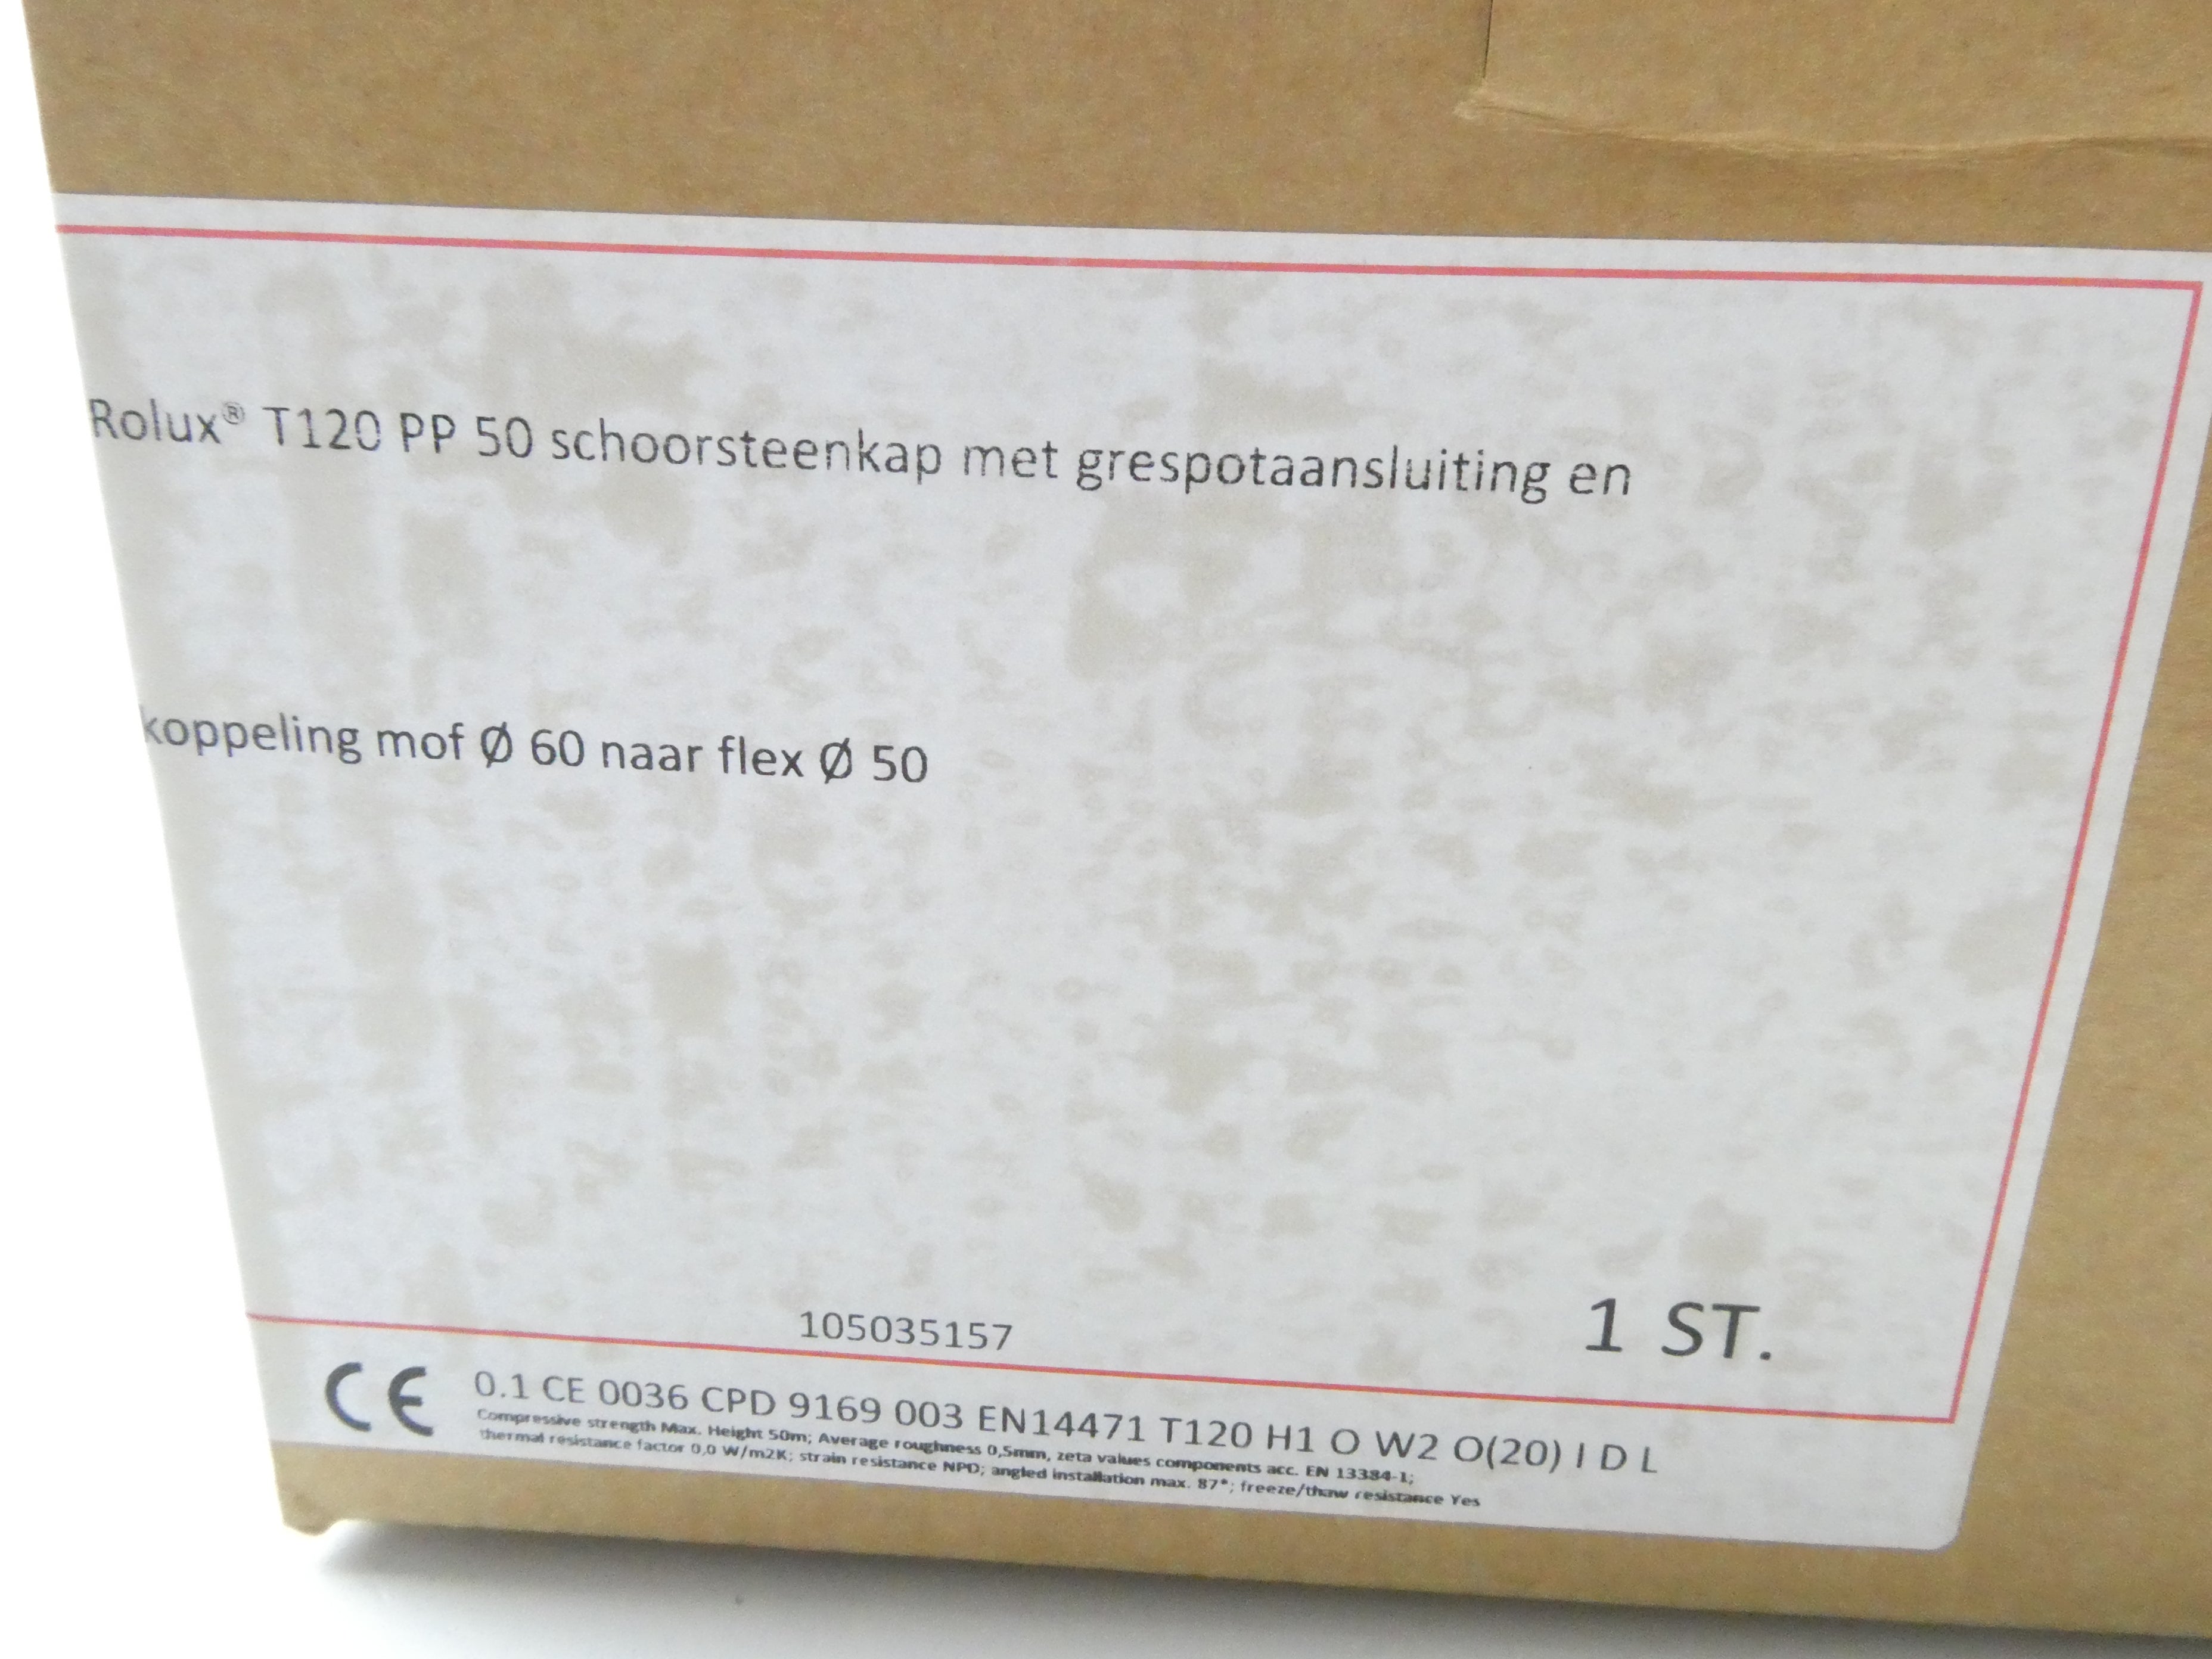 Rolux® T120 PP 50 schoorsteenkap met grespotaansluiting en
koppeling mof Ø 60 naar flex Ø 50
105035157
1 ST.
CE 0.1 CE 0036 CPD 9169 003 EN14471 T120 H1 O W2 O(20) I D L
Compressive strength Max. Height 50m; Average roughness 0,5mm, zeta values components acc. EN 13384-1;
thermal resistance factor 0,0 W/m2K; strain resistance NPD; angled installation max. 87°; freeze/thaw resistance Yes